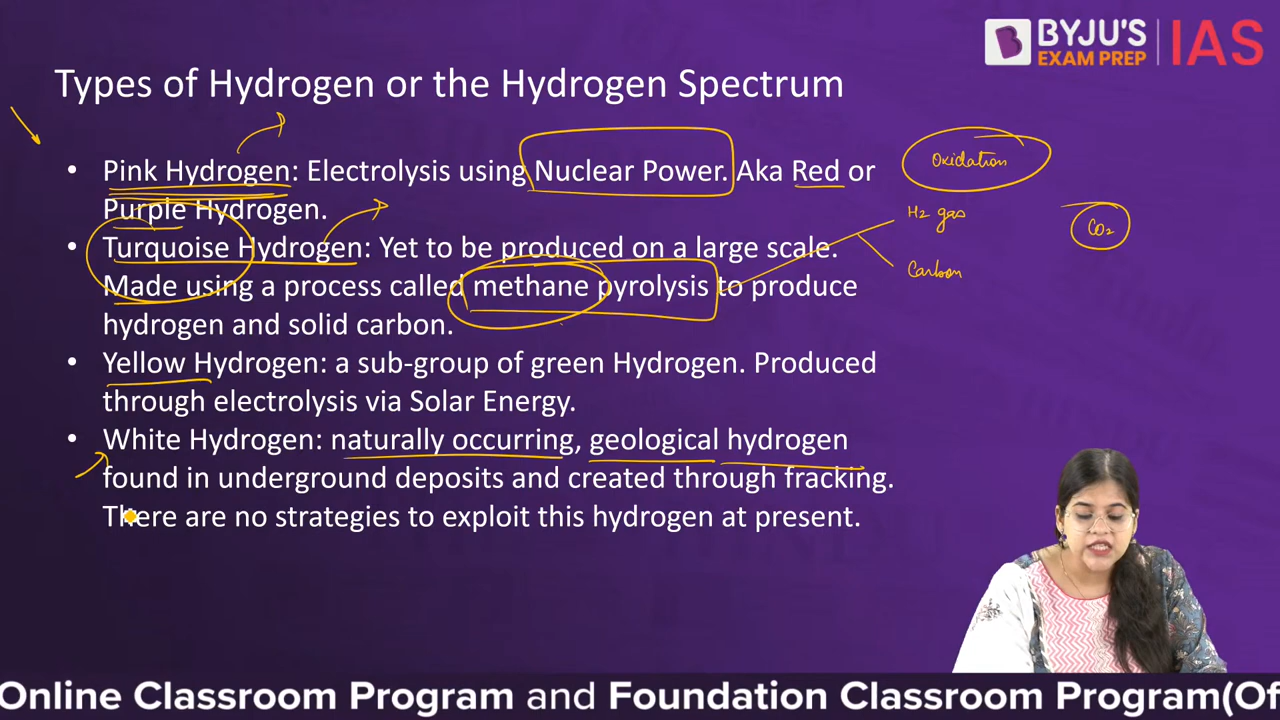 BYJU'S
EXAM PREP
IAS
Types of Hydrogen or the Hydrogen Spectrum
• Pink Hydrogen: Electrolysis using Nuclear Power. Aka Red or
Purple Hydrogen.
• Turquoise Hydrogen: Yet to be produced on a large scale.
Made using a process called methane pyrolysis to produce
hydrogen and solid carbon.
• Yellow Hydrogen: a sub-group of green Hydrogen. Produced
through electrolysis via Solar Energy.
• White Hydrogen: naturally occurring, geological hydrogen
found in underground deposits and created through fracking.
There are no strategies to exploit this hydrogen at present.
Oxidation
H2 gas
CO2
Carbon
Online Classroom Program and Foundation Classroom Program(Of